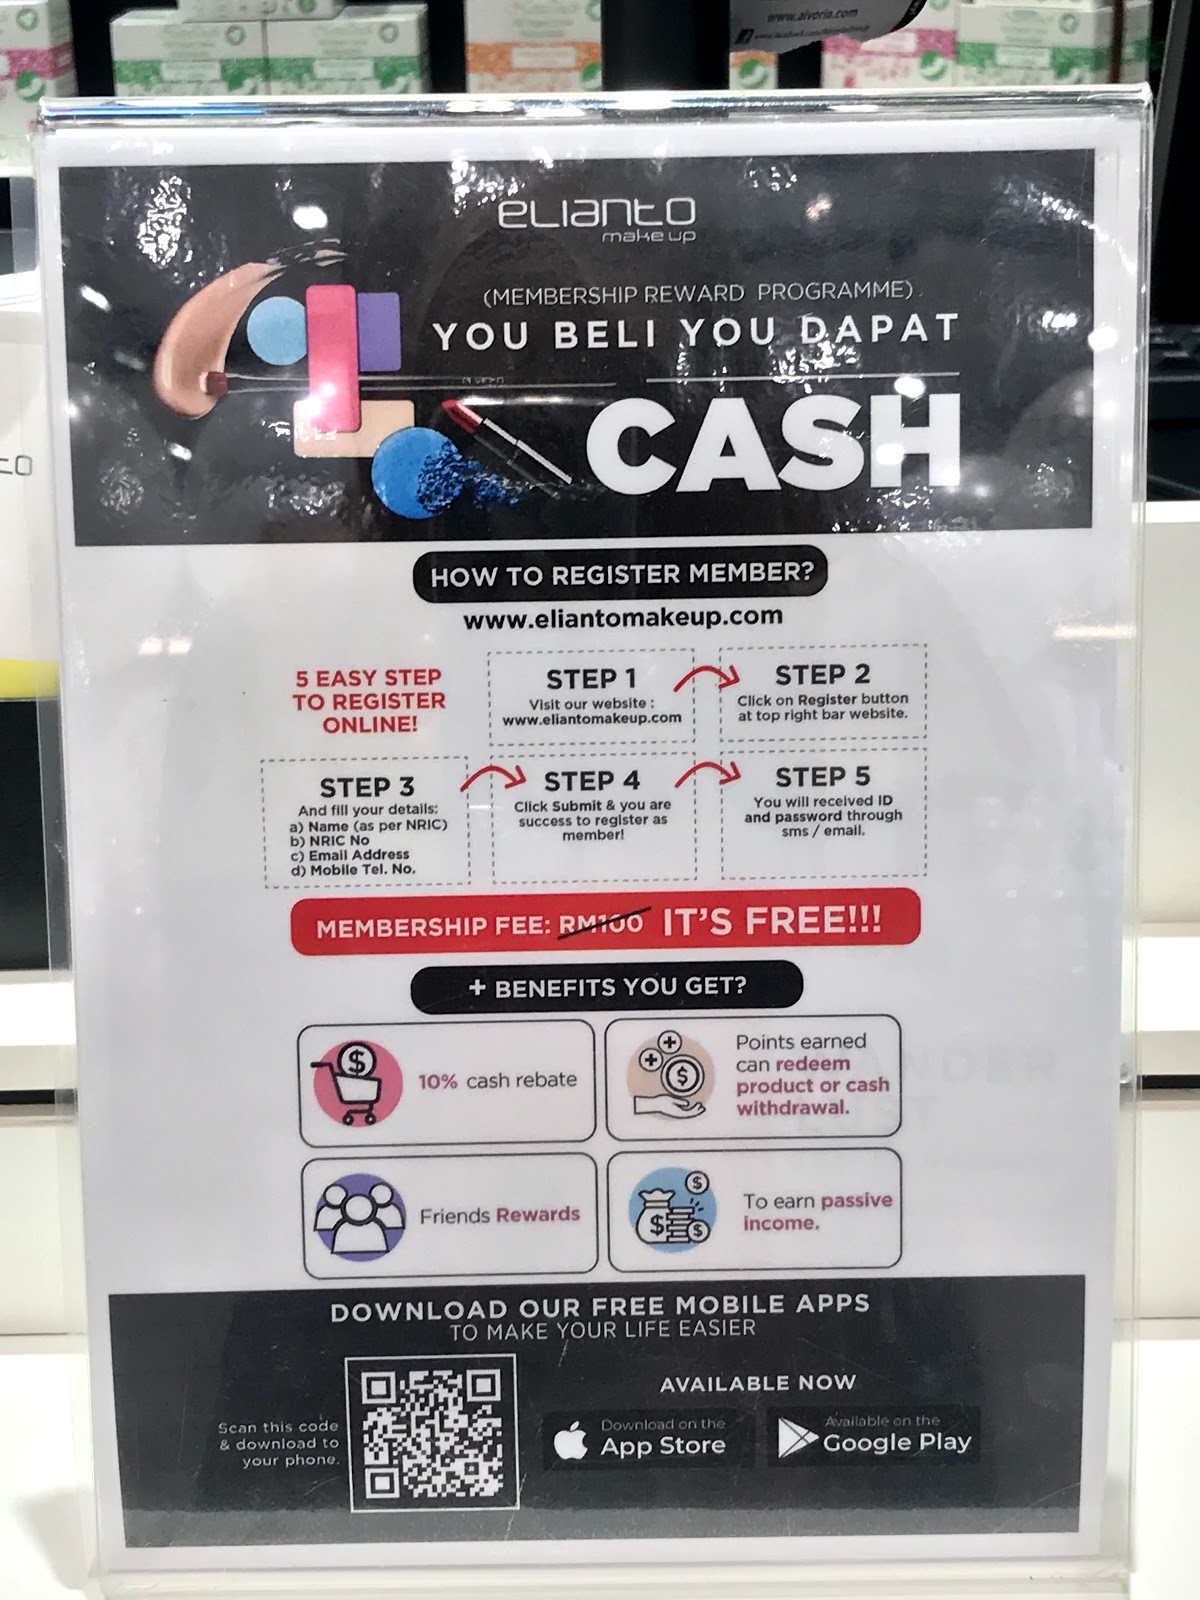 www.aivoria.com
elianto
make up
(MEMBERSHIP REWARD PROGRAMME)
YOU BELI YOU DAPAT
CASH
HOW TO REGISTER MEMBER?
www.eliantomakeup.com
5 EASY STEP
TO REGISTER
ONLINE!
STEP 1
Visit our website :
www.eliantomakeup.com
STEP 2
Click on Register button
at top right bar website.
STEP 3
And fill your details:
a) Name (as per NRIC)
b) NRIC No
c) Email Address
d) Mobile Tel. No.
STEP 4
Click Submit & you are
success to register as
member!
STEP 5
You will received ID
and password through
sms / email.
MEMBERSHIP FEE: RM100 IT'S FREE!!!
+ BENEFITS YOU GET?
10% cash rebate
Points earned
can redeem
product or cash
withdrawal.
Friends Rewards
To earn passive
income.
DOWNLOAD OUR FREE MOBILE APPS
TO MAKE YOUR LIFE EASIER
Scan this code
& download to
your phone.
AVAILABLE NOW
Download on the
App Store
Available on the
Google Play